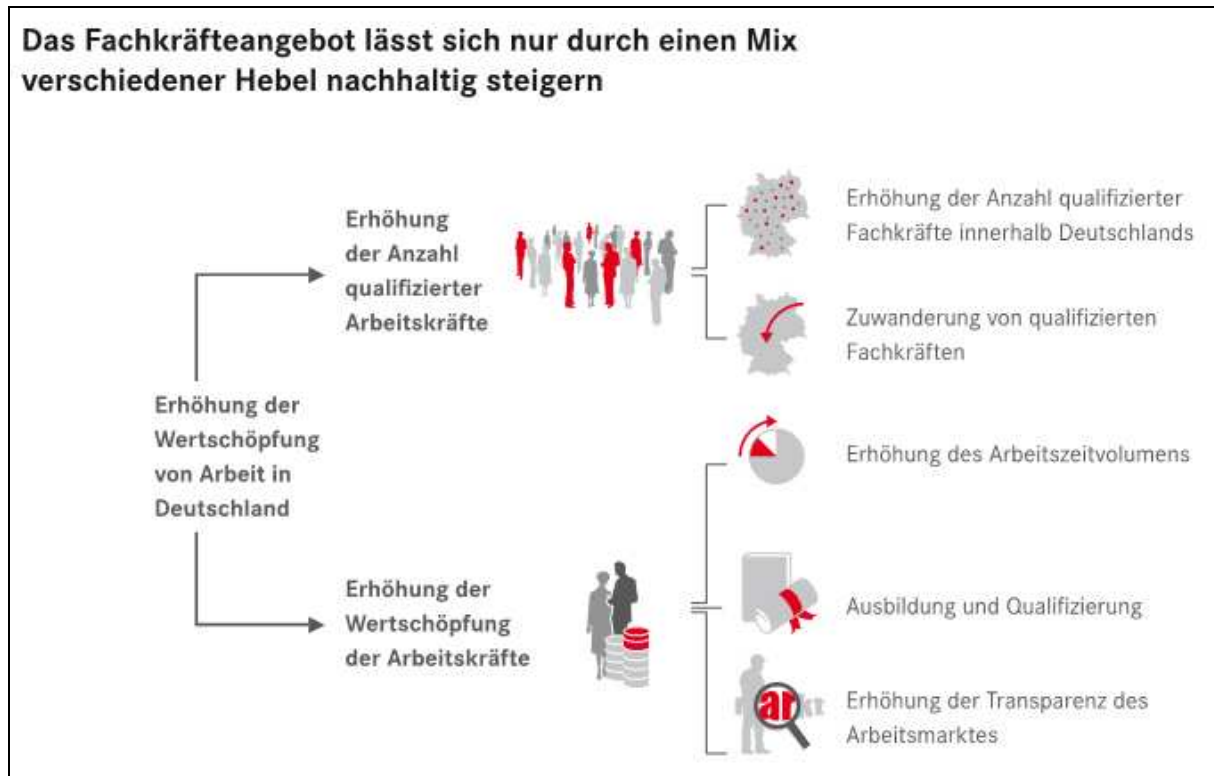 Das Fachkräfteangebot lässt sich nur durch einen Mix
verschiedener Hebel nachhaltig steigern
Erhöhung der
Wertschöpfung
von Arbeit in
Deutschland
Erhöhung
der Anzahl
qualifizierter
Arbeitskräfte
Erhöhung der Anzahl qualifizierter
Fachkräfte innerhalb Deutschlands
Zuwanderung von qualifizierten
Fachkräften
Erhöhung der
Wertschöpfung
der Arbeitskräfte
Erhöhung des Arbeitszeitvolumens
Ausbildung und Qualifizierung
ar
Erhöhung der Transparenz des
Arbeitsmarktes